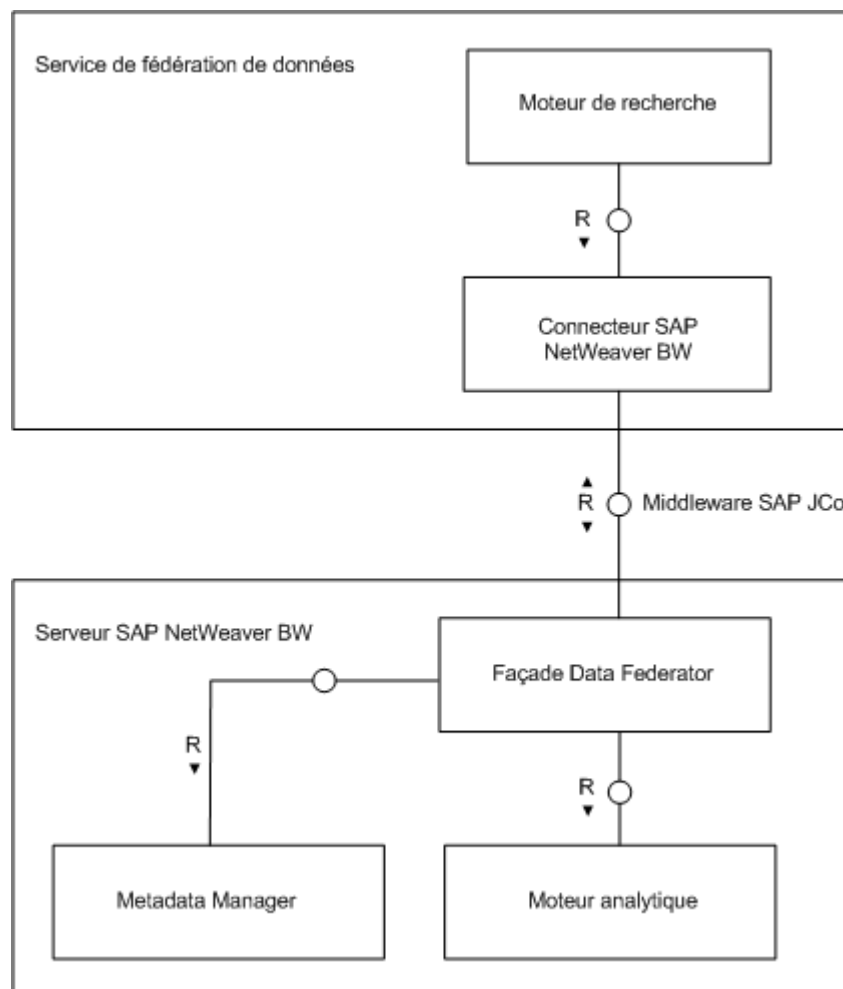 Service de fédération de données
Moteur de recherche
R
▼
Connecteur SAP
NetWeaver BW
▲
R
▼
Middleware SAP JCo
Serveur SAP NetWeaver BW
Façade Data Federator
R
▼
R
▼
Metadata Manager
Moteur analytique